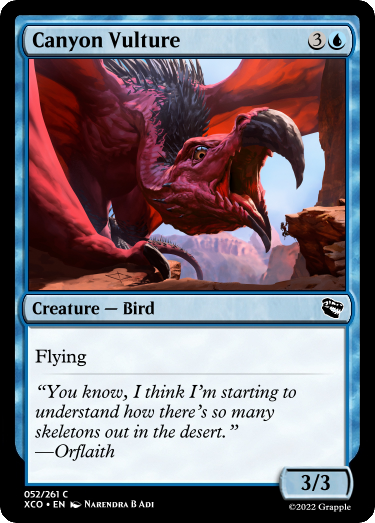 Canyon Vulture 3
Creature — Bird
Flying
“You know, I think I’m starting to
understand how there’s so many
skeletons out in the desert.”
—Orflaith
3/3
052/261 C
XCO • EN Narendra B Adi
©2022 Grapple